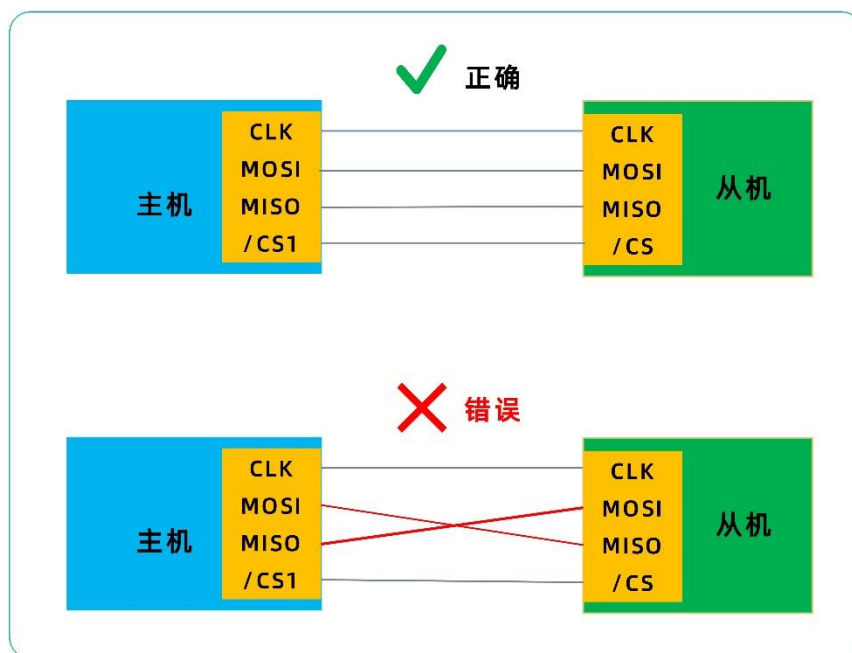 正确
主机
CLK
MOSI
MISO
/CS1
CLK
MOSI
MISO
/CS
从机
错误
主机
CLK
MOSI
MISO
/CS1
CLK
MOSI
MISO
/CS
从机